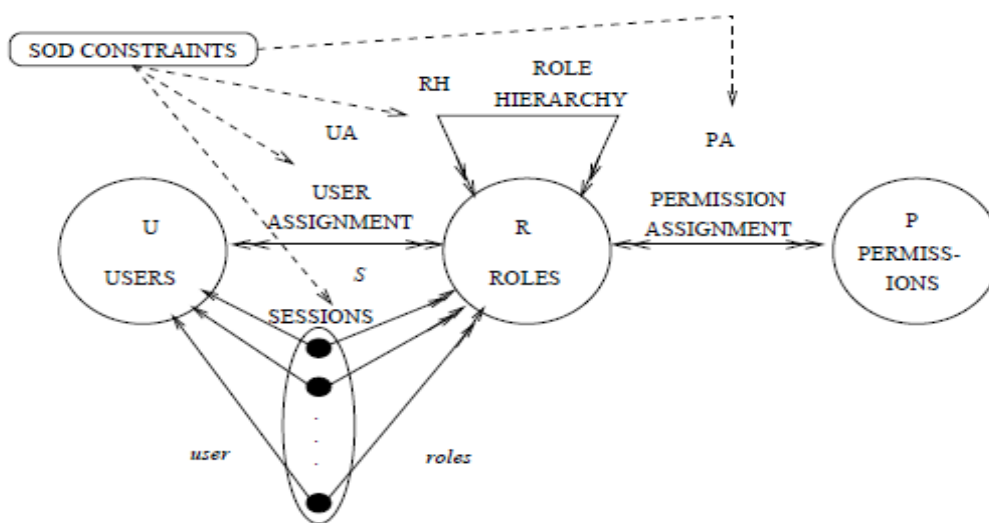 SOD CONSTRAINTS
RH
ROLE
HIERARCHY
UA
PA
USER
ASSIGNMENT
PERMISSION
ASSIGNMENT
U
USERS
R
ROLES
P
PERMISS-
IONS
S
SESSIONS
user
roles